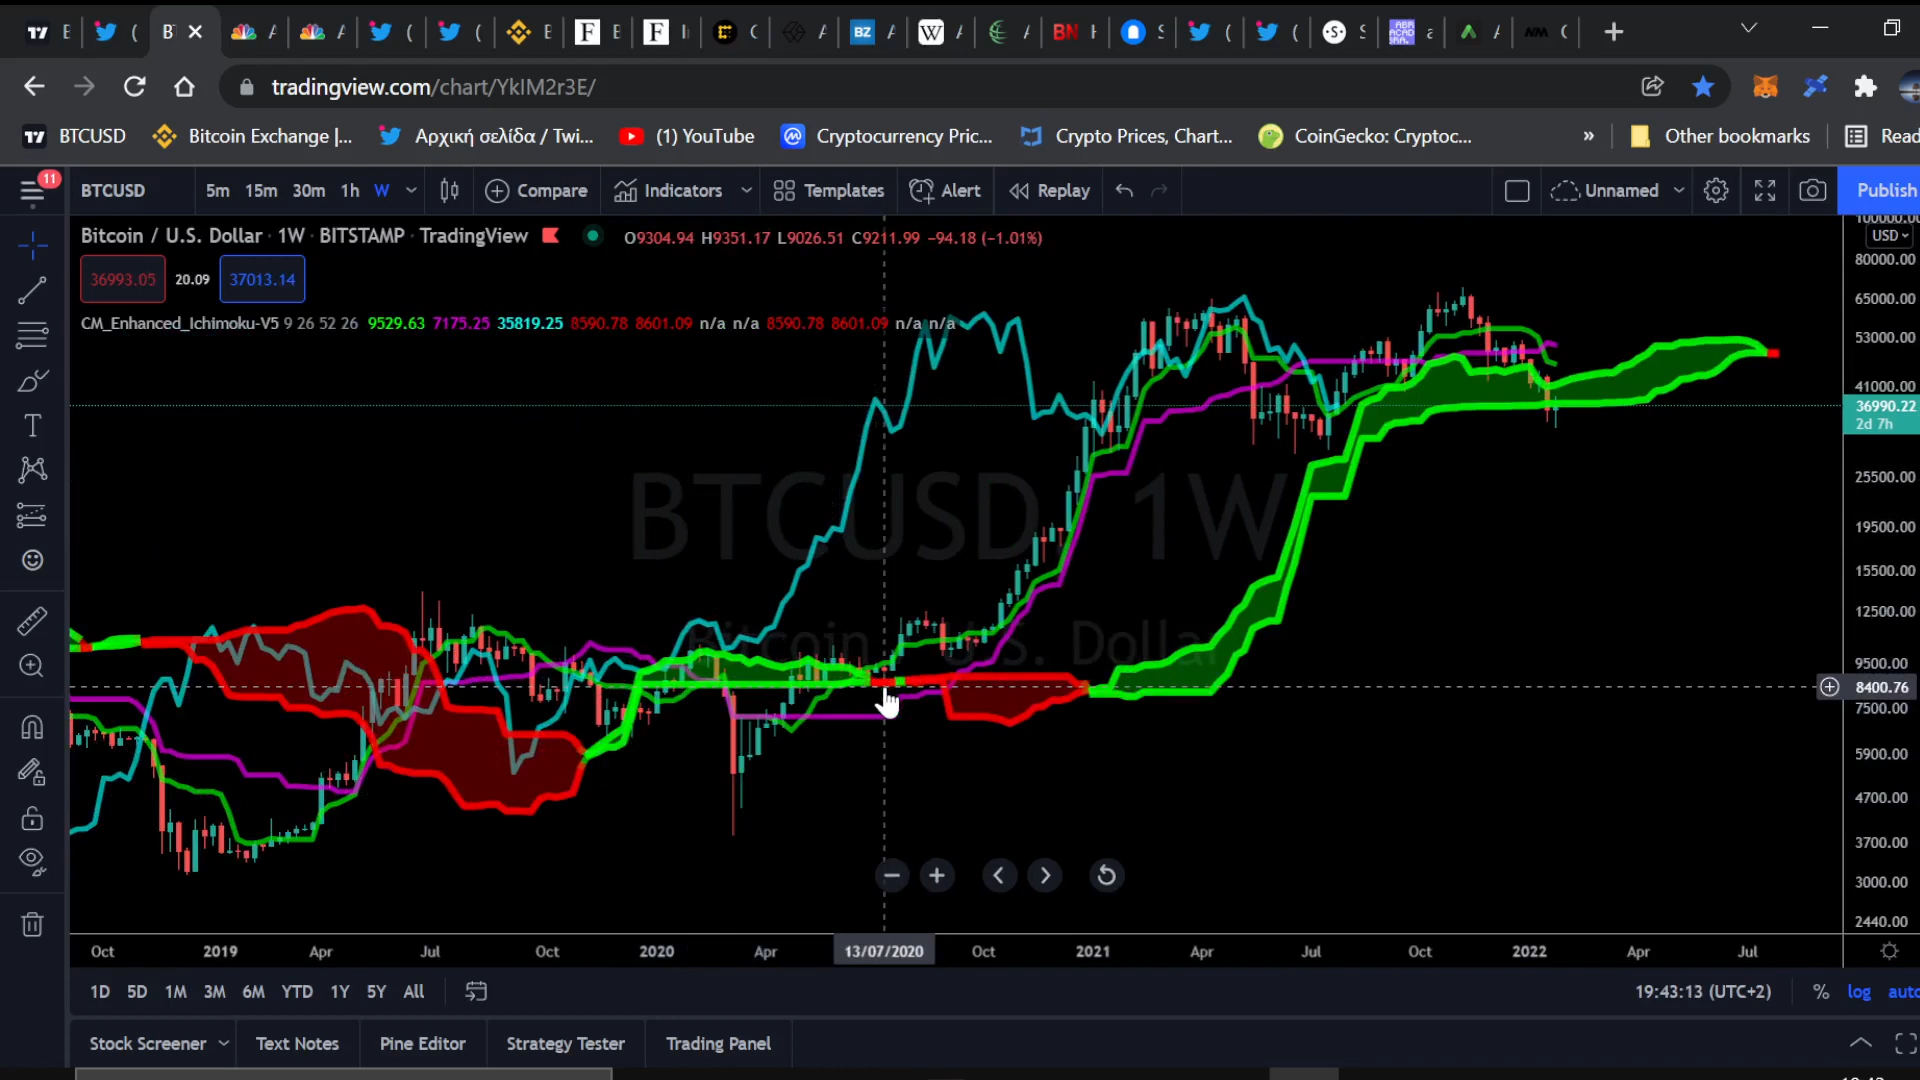 tradingview.com/chart/YkIM2r3E/
BTCUSD Bitcoin Exchange |... Αρχική σελίδα / Twi... (1) YouTube Cryptocurrency Pric... Crypto Prices, Chart... CoinGecko: Cryptoc... » Other bookmarks Read
11 BTCUSD 5m 15m 30m 1h W Compare Indicators Templates Alert Replay Unnamed Publish
Bitcoin / U.S. Dollar · 1W · BITSTAMP · TradingView O9304.94 H9351.17 L9026.51 C9211.99 −94.18 (−1.01%)
36993.05 20.09 37013.14
CM_Enhanced_Ichimoku-V5 9 26 52 26 9529.63 7175.25 35819.25 8590.78 8601.09 n/a n/a 8590.78 8601.09 n/a n/a
BTCUSD, 1W
Bitcoin / U.S. Dollar
100000.00
USD
80000.00
65000.00
53000.00
41000.00
36990.22
2d 7h
25500.00
19500.00
15500.00
12500.00
9500.00
8400.76
7500.00
5900.00
4700.00
3700.00
3000.00
2440.00
Oct 2019 Apr Jul Oct 2020 Apr 13/07/2020 Oct 2021 Apr Jul Oct 2022 Apr Jul
1D 5D 1M 3M 6M YTD 1Y 5Y All 19:43:13 (UTC+2) % log auto
Stock Screener Text Notes Pine Editor Strategy Tester Trading Panel